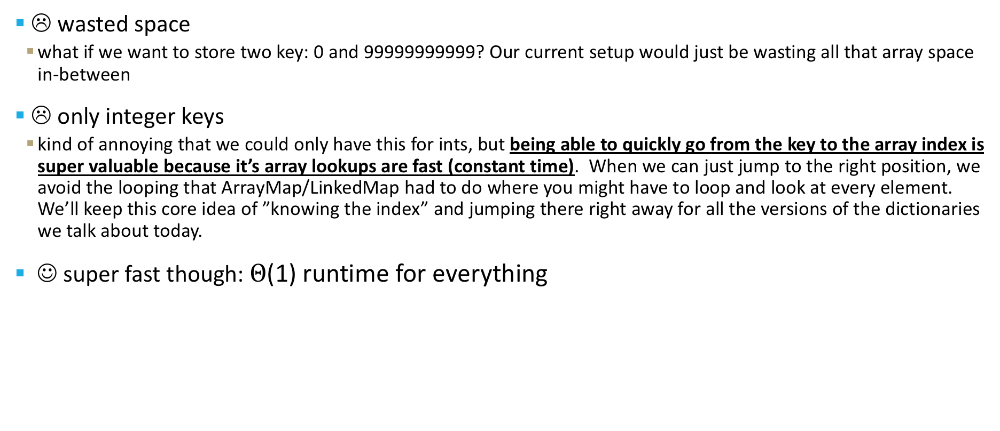 ☹ wasted space
what if we want to store two key: 0 and 99999999999? Our current setup would just be wasting all that array space
in-between
☹ only integer keys
kind of annoying that we could only have this for ints, but being able to quickly go from the key to the array index is
super valuable because it’s array lookups are fast (constant time).  When we can just jump to the right position, we
avoid the looping that ArrayMap/LinkedMap had to do where you might have to loop and look at every element.
We’ll keep this core idea of ”knowing the index” and jumping there right away for all the versions of the dictionaries
we talk about today.
☺ super fast though: Θ(1) runtime for everything